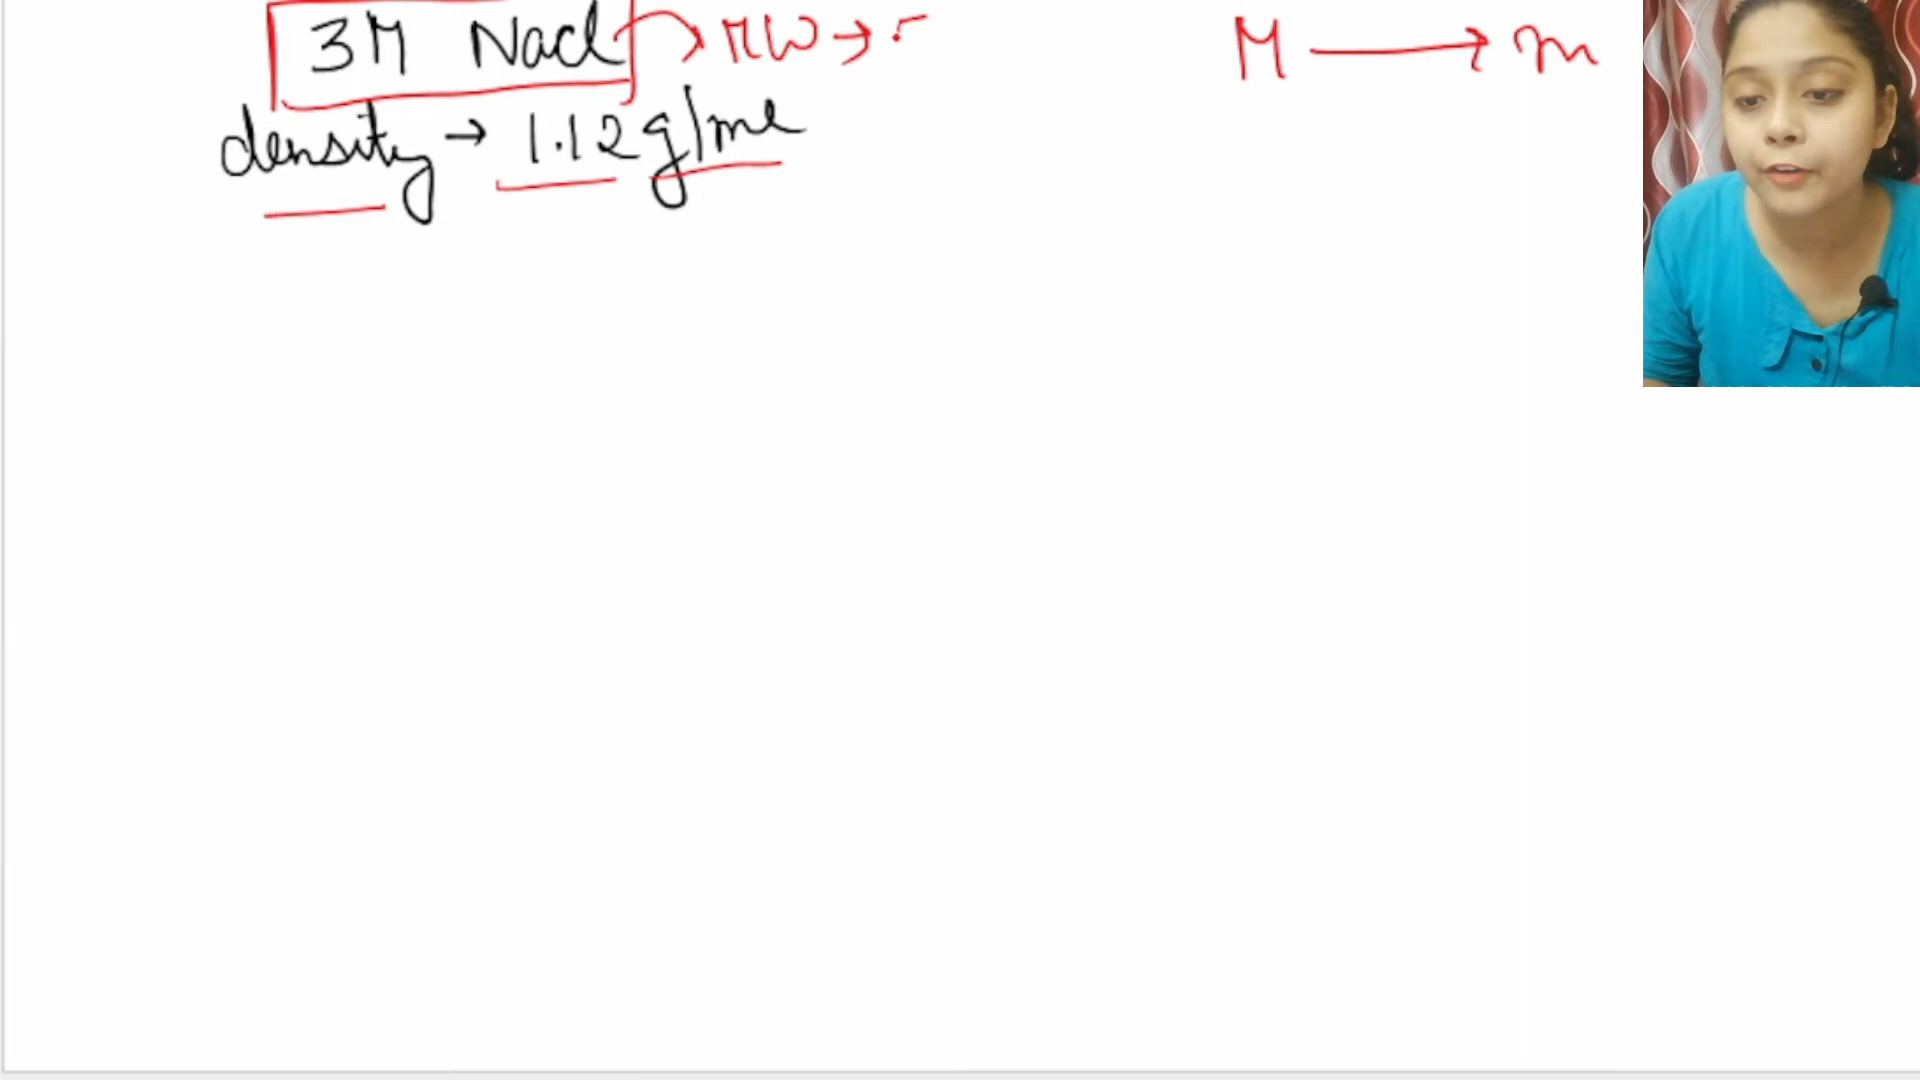 3M Nacl → MW →
M → m
density → 1.12 g/ml